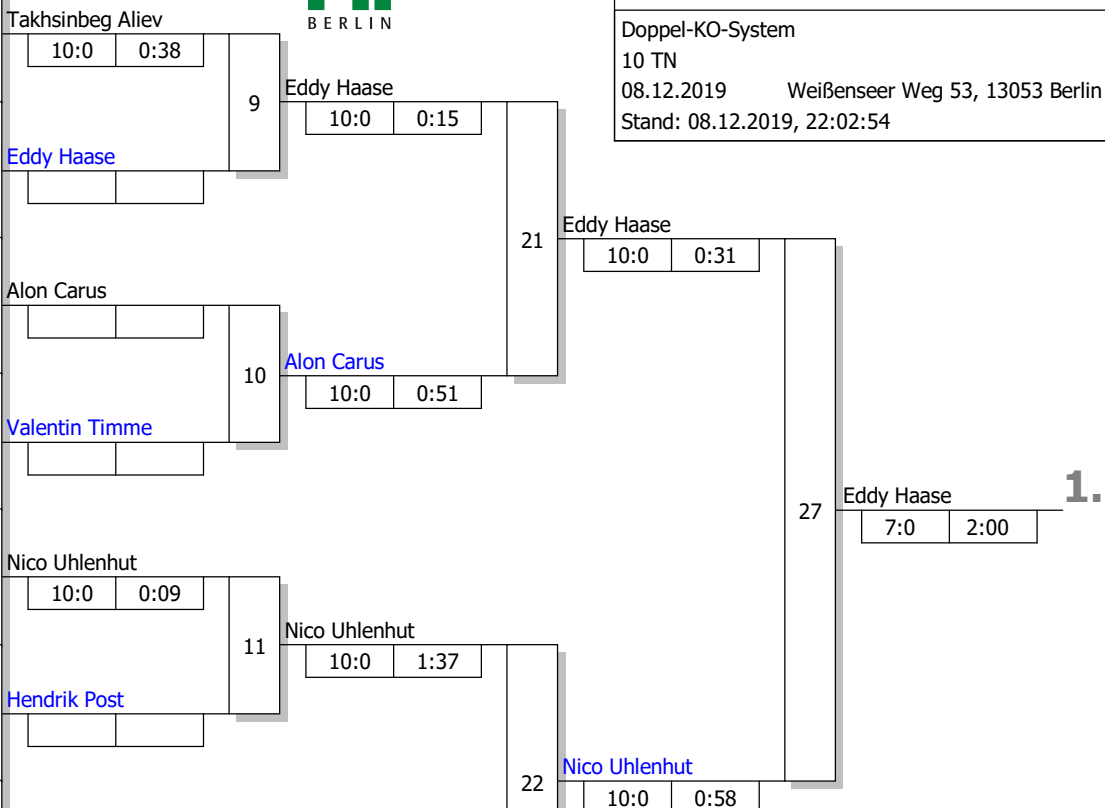 BERLIN
Doppel-KO-System
10 TN
08.12.2019 Weißenseer Weg 53, 13053 Berlin
Stand: 08.12.2019, 22:02:54
Takhsinbeg Aliev
10:0 0:38
9
Eddy Haase
10:0 0:15
Eddy Haase
21
Eddy Haase
10:0 0:31
Alon Carus
10
Alon Carus
10:0 0:51
Valentin Timme
27
Eddy Haase
1.
7:0 2:00
Nico Uhlenhut
10:0 0:09
11
Nico Uhlenhut
10:0 1:37
Hendrik Post
22
Nico Uhlenhut
10:0 0:58